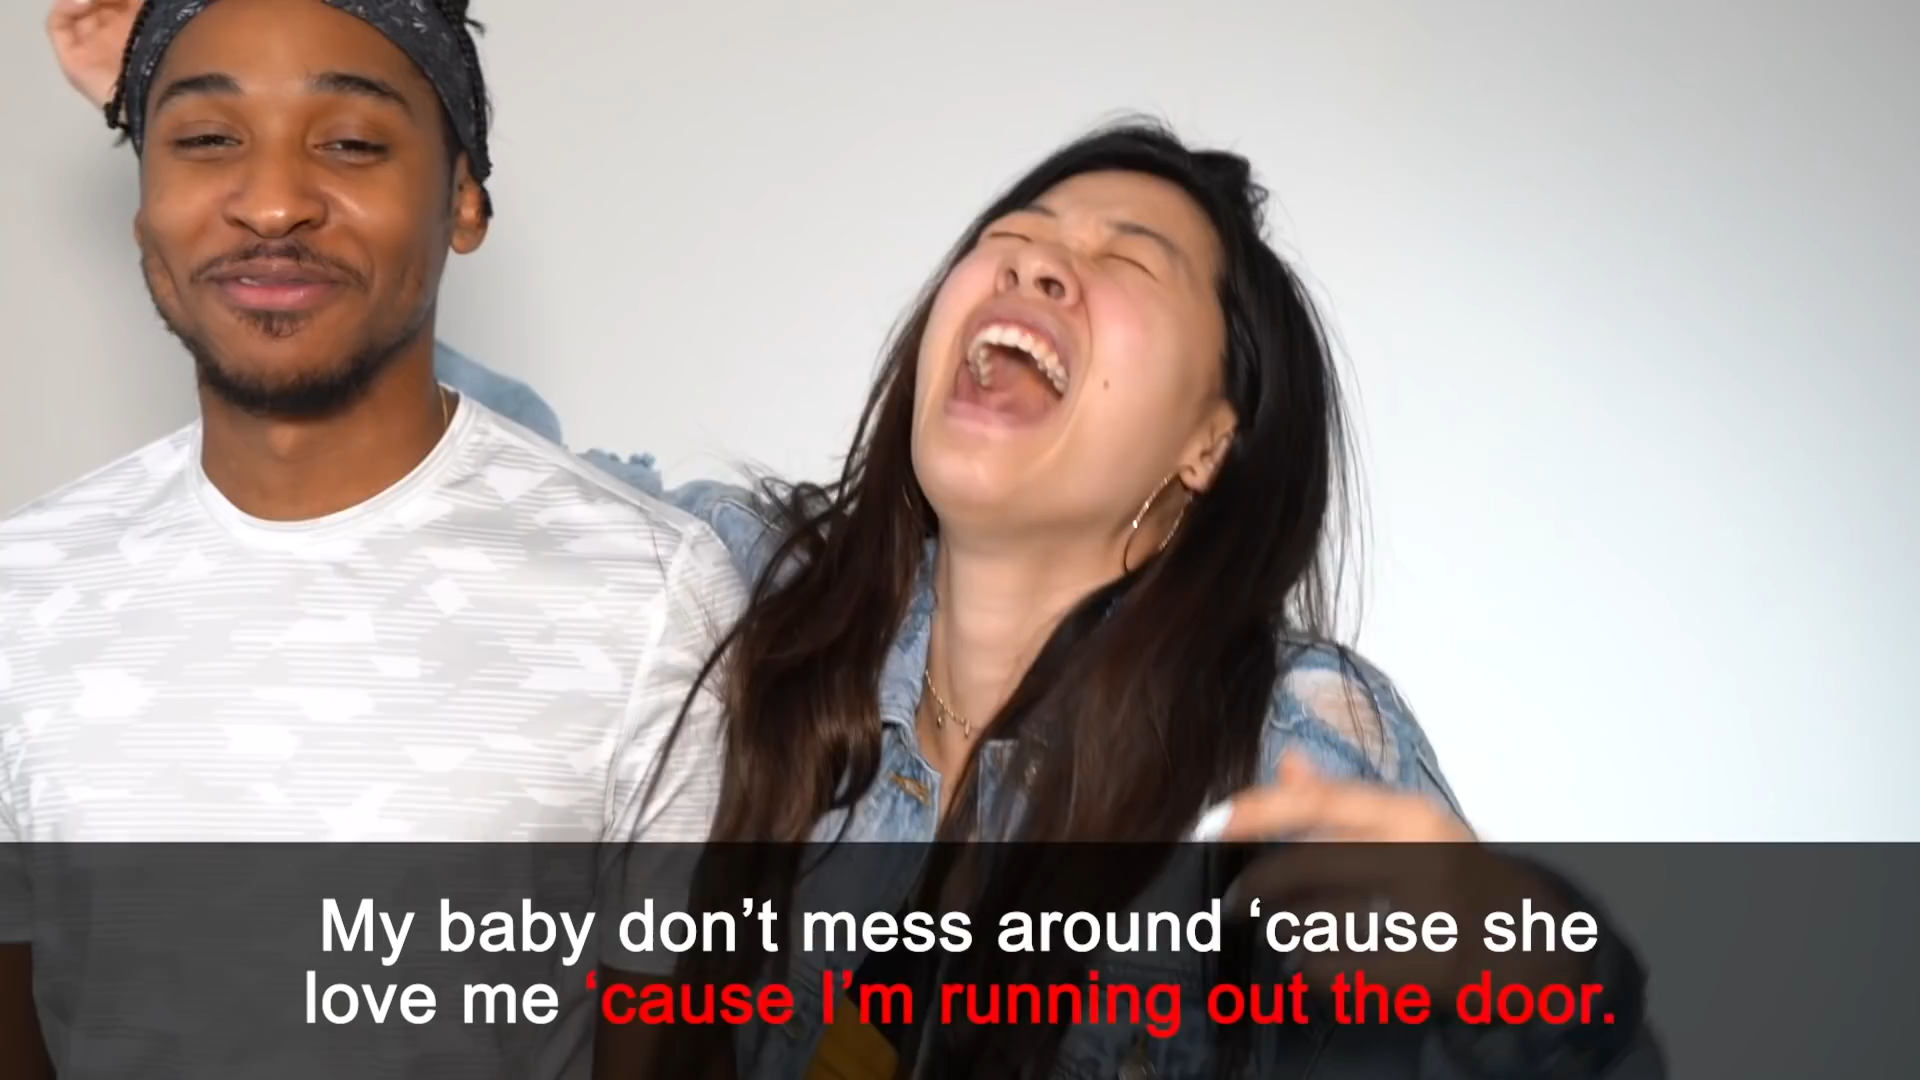 My baby don’t mess around ‘cause she
love me ‘cause I’m running out the door.